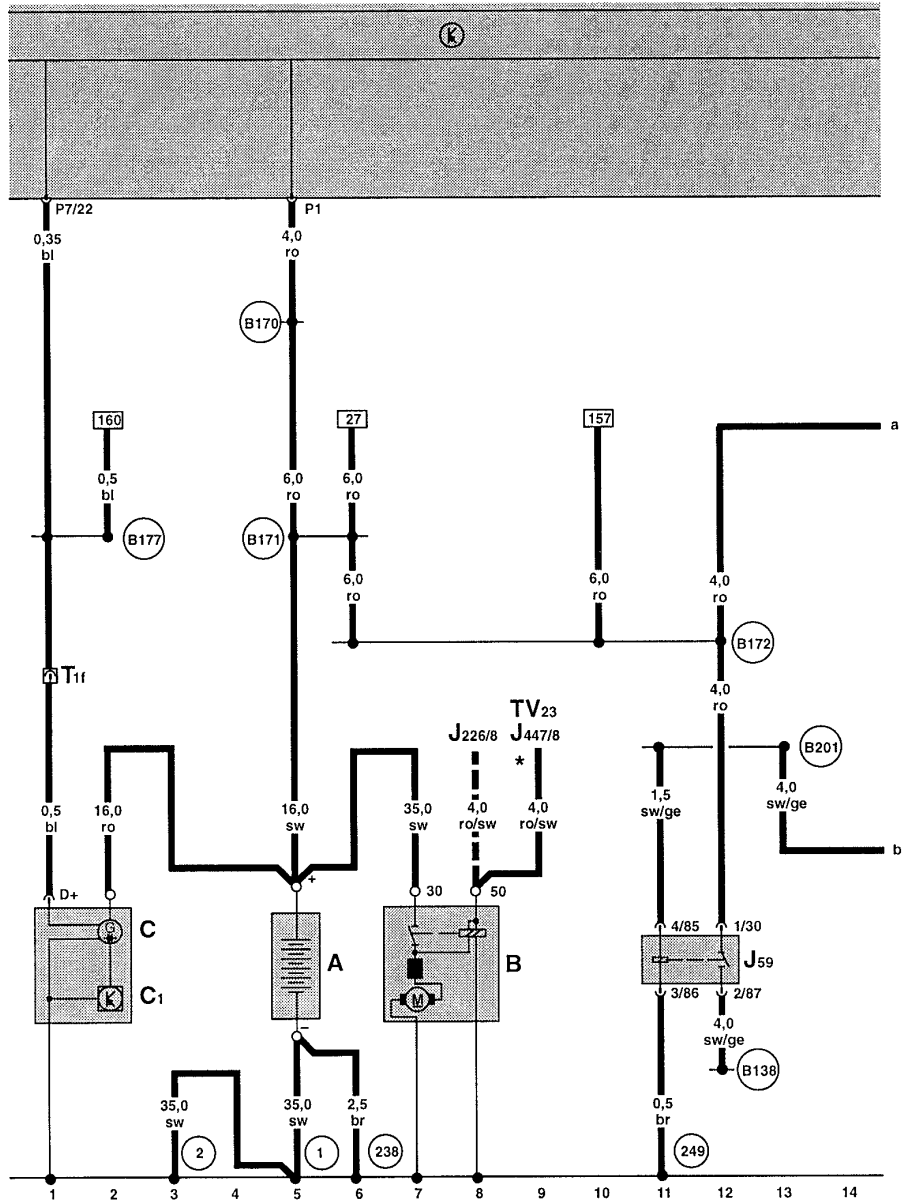 P7/22
P1
0,35
bl
4,0
ro
B170
160
27
157
a
0,5
bl
6,0
ro
6,0
ro
B177
B171
6,0
ro
6,0
ro
4,0
ro
B172
T1f
4,0
ro
TV23
J226/8
J447/8
*
B201
0,5
bl
16,0
ro
16,0
sw
35,0
sw
4,0
ro/sw
4,0
ro/sw
1,5
sw/ge
4,0
sw/ge
b
D+
+
30
50
4/85
1/30
G
C
A
B
J59
C1
M
3/86
2/87
–
4,0
sw/ge
B138
35,0
sw
2
35,0
sw
1
2,5
br
238
0,5
br
249
1 2 3 4 5 6 7 8 9 10 11 12 13 14